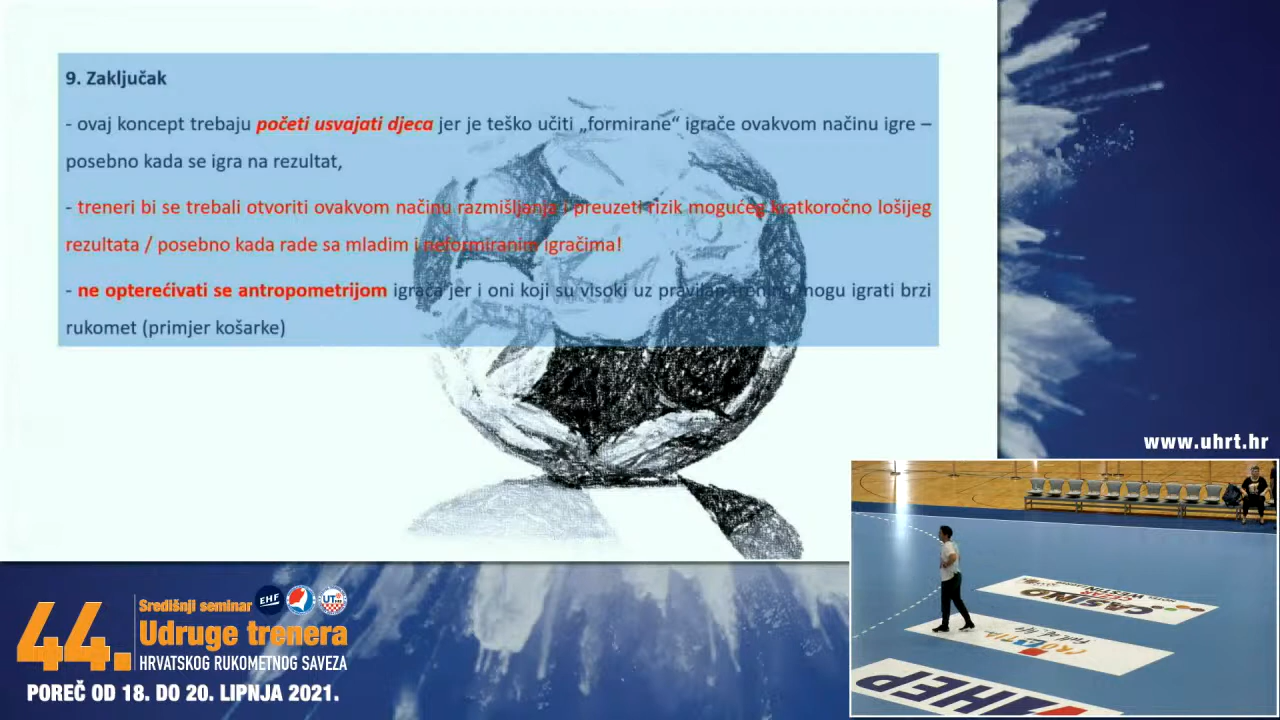 9. Zaključak
- ovaj koncept trebaju početi usvajati djeca jer je teško učiti „formirane“ igrače ovakvom načinu igre –
posebno kada se igra na rezultat,
- treneri bi se trebali otvoriti ovakvom načinu razmišljanja i preuzeti rizik mogućeg kratkoročno lošijeg
rezultata / posebno kada rade sa mladim i neformiranim igračima!
- ne opterećivati se antropometrijom igrača jer i oni koji su visoki uz pravilan trening mogu igrati brzi
rukomet (primjer košarke)
www.uhrt.hr
44.
Središnji seminar
EHF
Udruge trenera
HRVATSKOG RUKOMETNOG SAVEZA
POREČ OD 18. DO 20. LIPNJA 2021.
CASINO
CROATIA
HEP